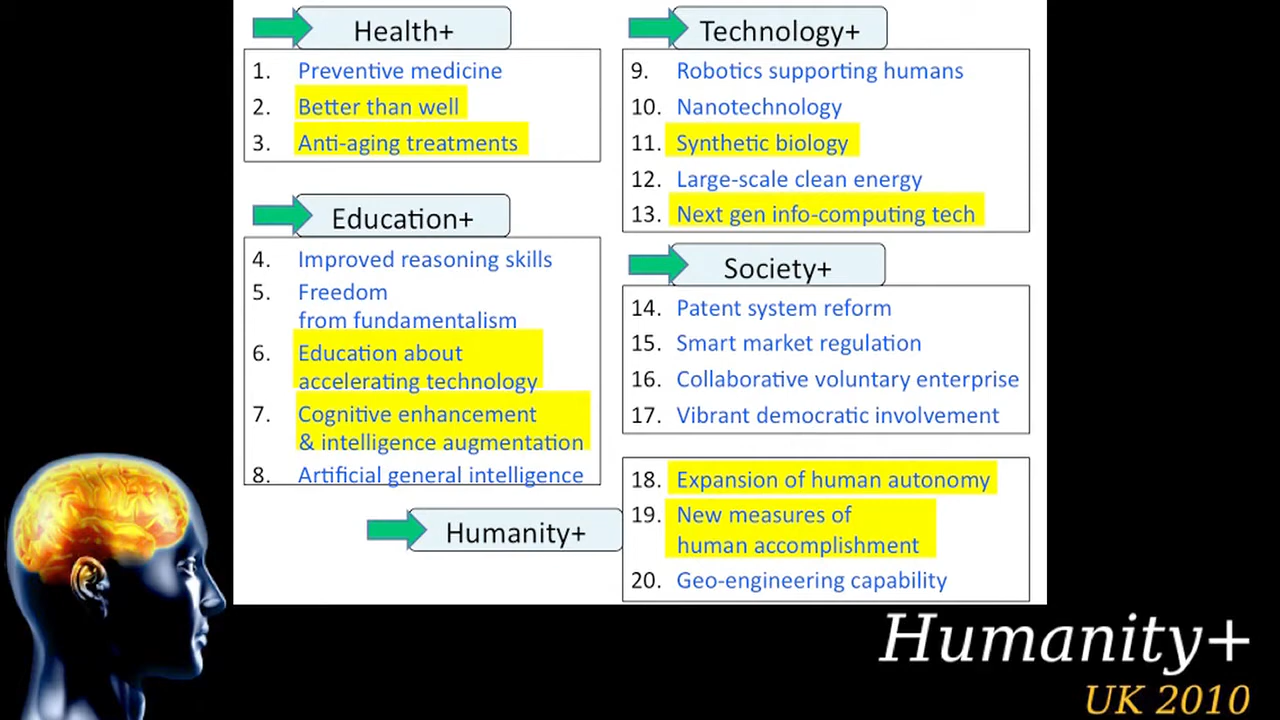 Health+
1. Preventive medicine
2. Better than well
3. Anti-aging treatments
Education+
4. Improved reasoning skills
5. Freedom
from fundamentalism
6. Education about
accelerating technology
7. Cognitive enhancement
& intelligence augmentation
8. Artificial general intelligence
Technology+
9. Robotics supporting humans
10. Nanotechnology
11. Synthetic biology
12. Large-scale clean energy
13. Next gen info-computing tech
Society+
14. Patent system reform
15. Smart market regulation
16. Collaborative voluntary enterprise
17. Vibrant democratic involvement
Humanity+
18. Expansion of human autonomy
19. New measures of
human accomplishment
20. Geo-engineering capability
Humanity+
UK 2010